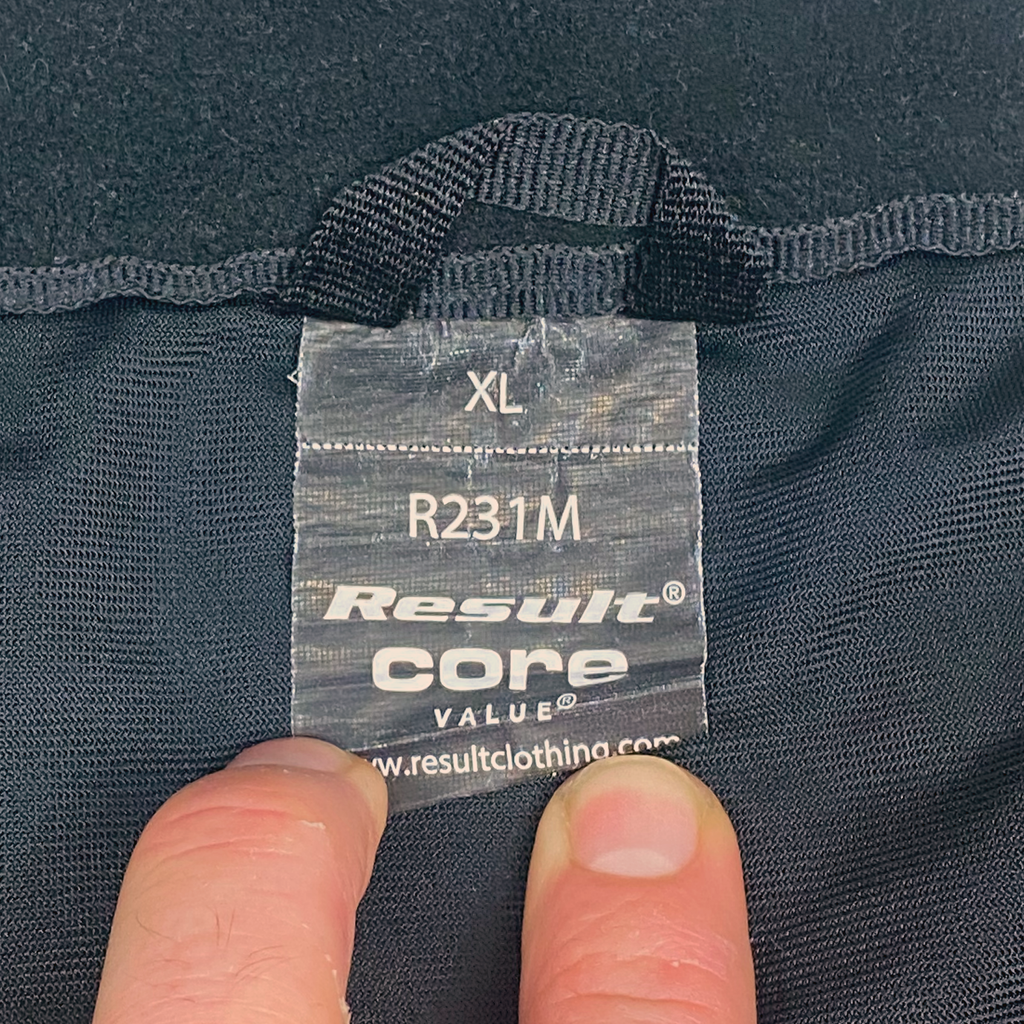 XL
R231M
Result®
core
VALUE®
www.resultclothing.com